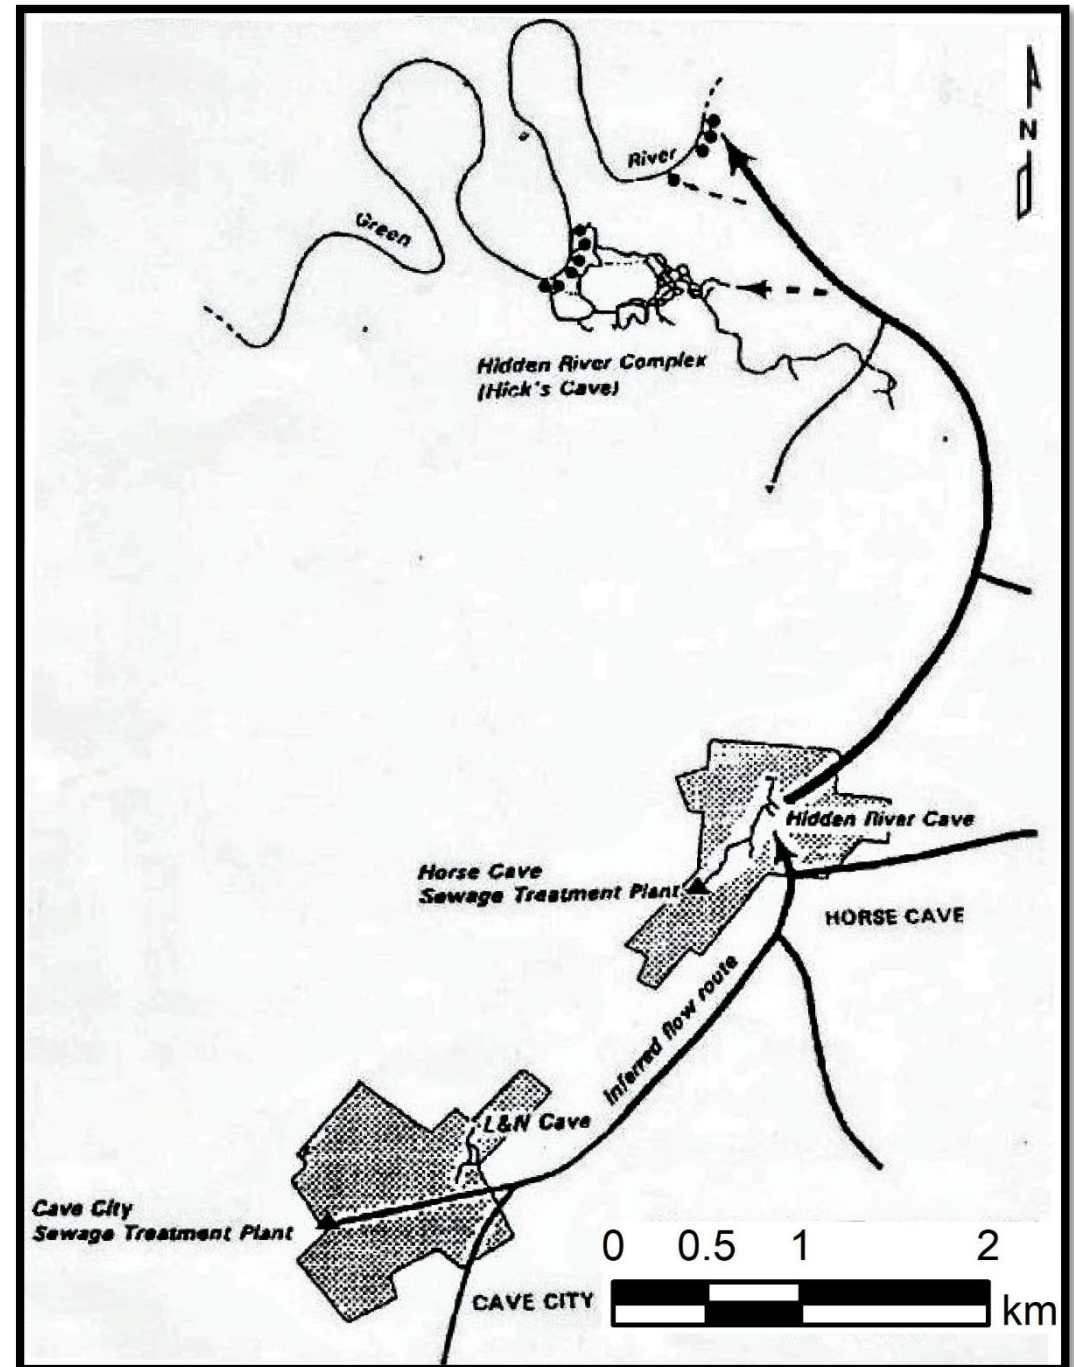 N
River
Green
Hidden River Complex
(Hick's Cave)
Hidden River Cave
Horse Cave
Sewage Treatment Plant
HORSE CAVE
Inferred flow route
L&N Cave
Cave City
Sewage Treatment Plant
CAVE CITY
0 0.5 1 2
km